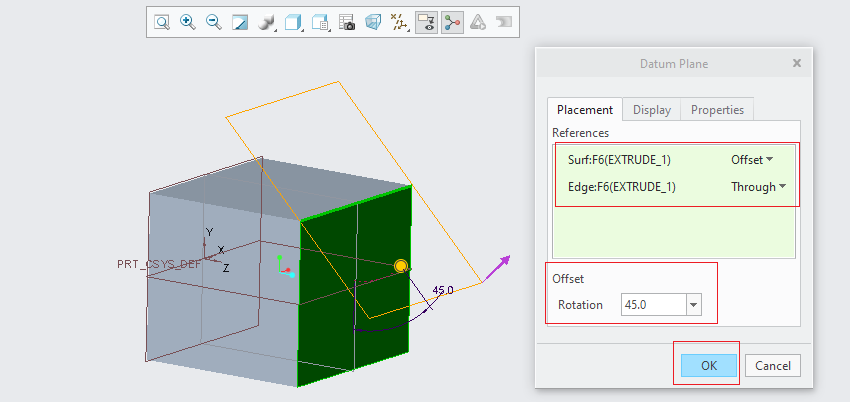 Datum Plane
Placement
Display
Properties
References
Surf:F6(EXTRUDE_1) Offset
Edge:F6(EXTRUDE_1) Through
Offset
Rotation 45.0
OK
Cancel
Y
X
Z
PRT_CSYS_DEF
45.0